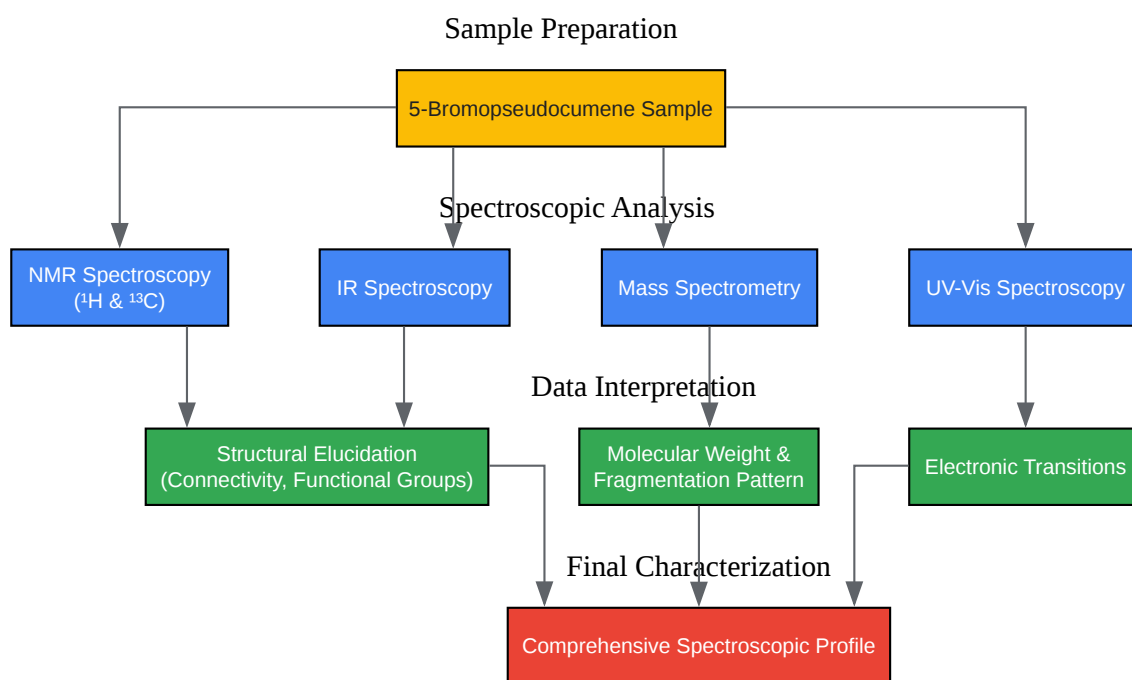 Sample Preparation
5-Bromopseudocumene Sample
Spectroscopic Analysis
NMR Spectroscopy
(¹H & ¹³C)
IR Spectroscopy
Mass Spectrometry
UV-Vis Spectroscopy
Data Interpretation
Structural Elucidation
(Connectivity, Functional Groups)
Molecular Weight &
Fragmentation Pattern
Electronic Transitions
Final Characterization
Comprehensive Spectroscopic Profile